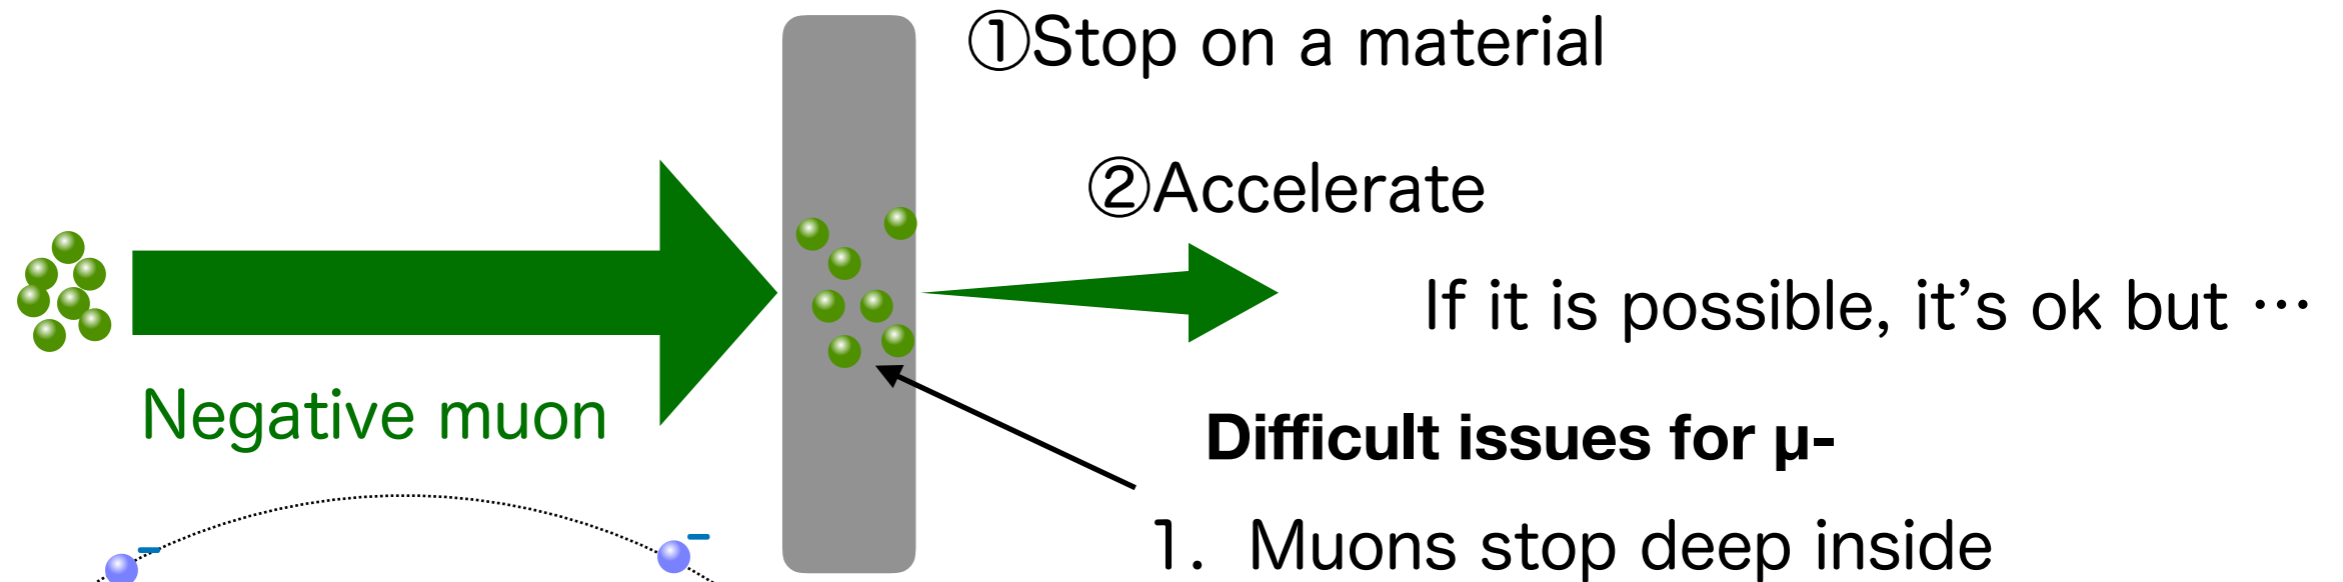 ①Stop on a material
②Accelerate
If it is possible, it’s ok but …
Negative muon
Difficult issues for μ-
1. Muons stop deep inside